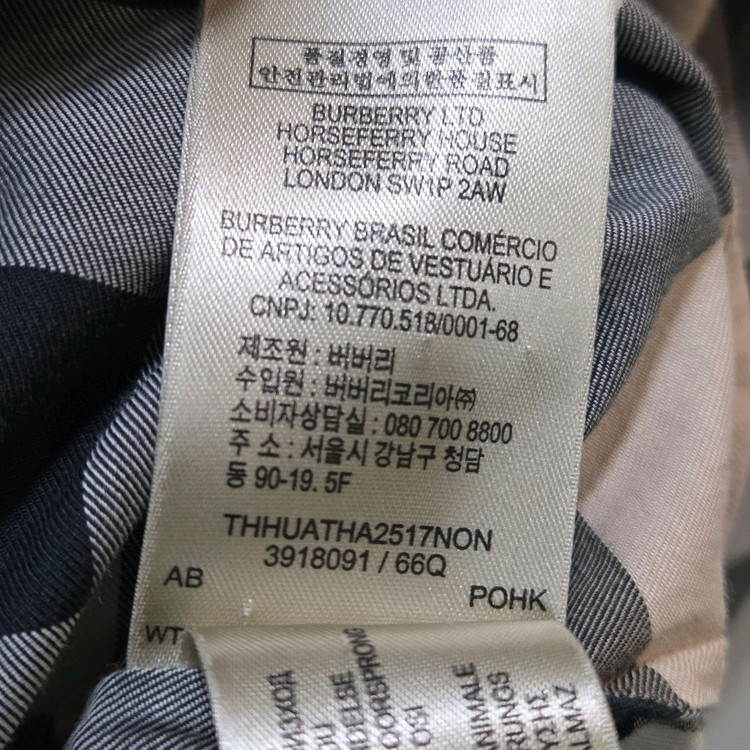 품질경영 및 공산품
안전관리법에의한품질표시
BURBERRY LTD
HORSEFERRY HOUSE
HORSEFERRY ROAD
LONDON SW1P 2AW
BURBERRY BRASIL COMÉRCIO
DE ARTIGOS DE VESTUÁRIO E
ACESSÓRIOS LTDA.
CNPJ: 10.770.518/0001-68
제조원 : 버버리
수입원 : 버버리코리아㈜
소비자상담실 : 080 700 8800
주 소 : 서울시 강남구 청담
동 90-19. 5F
THHUATHA2517NON
3918091 / 66Q
AB
POHK
WT